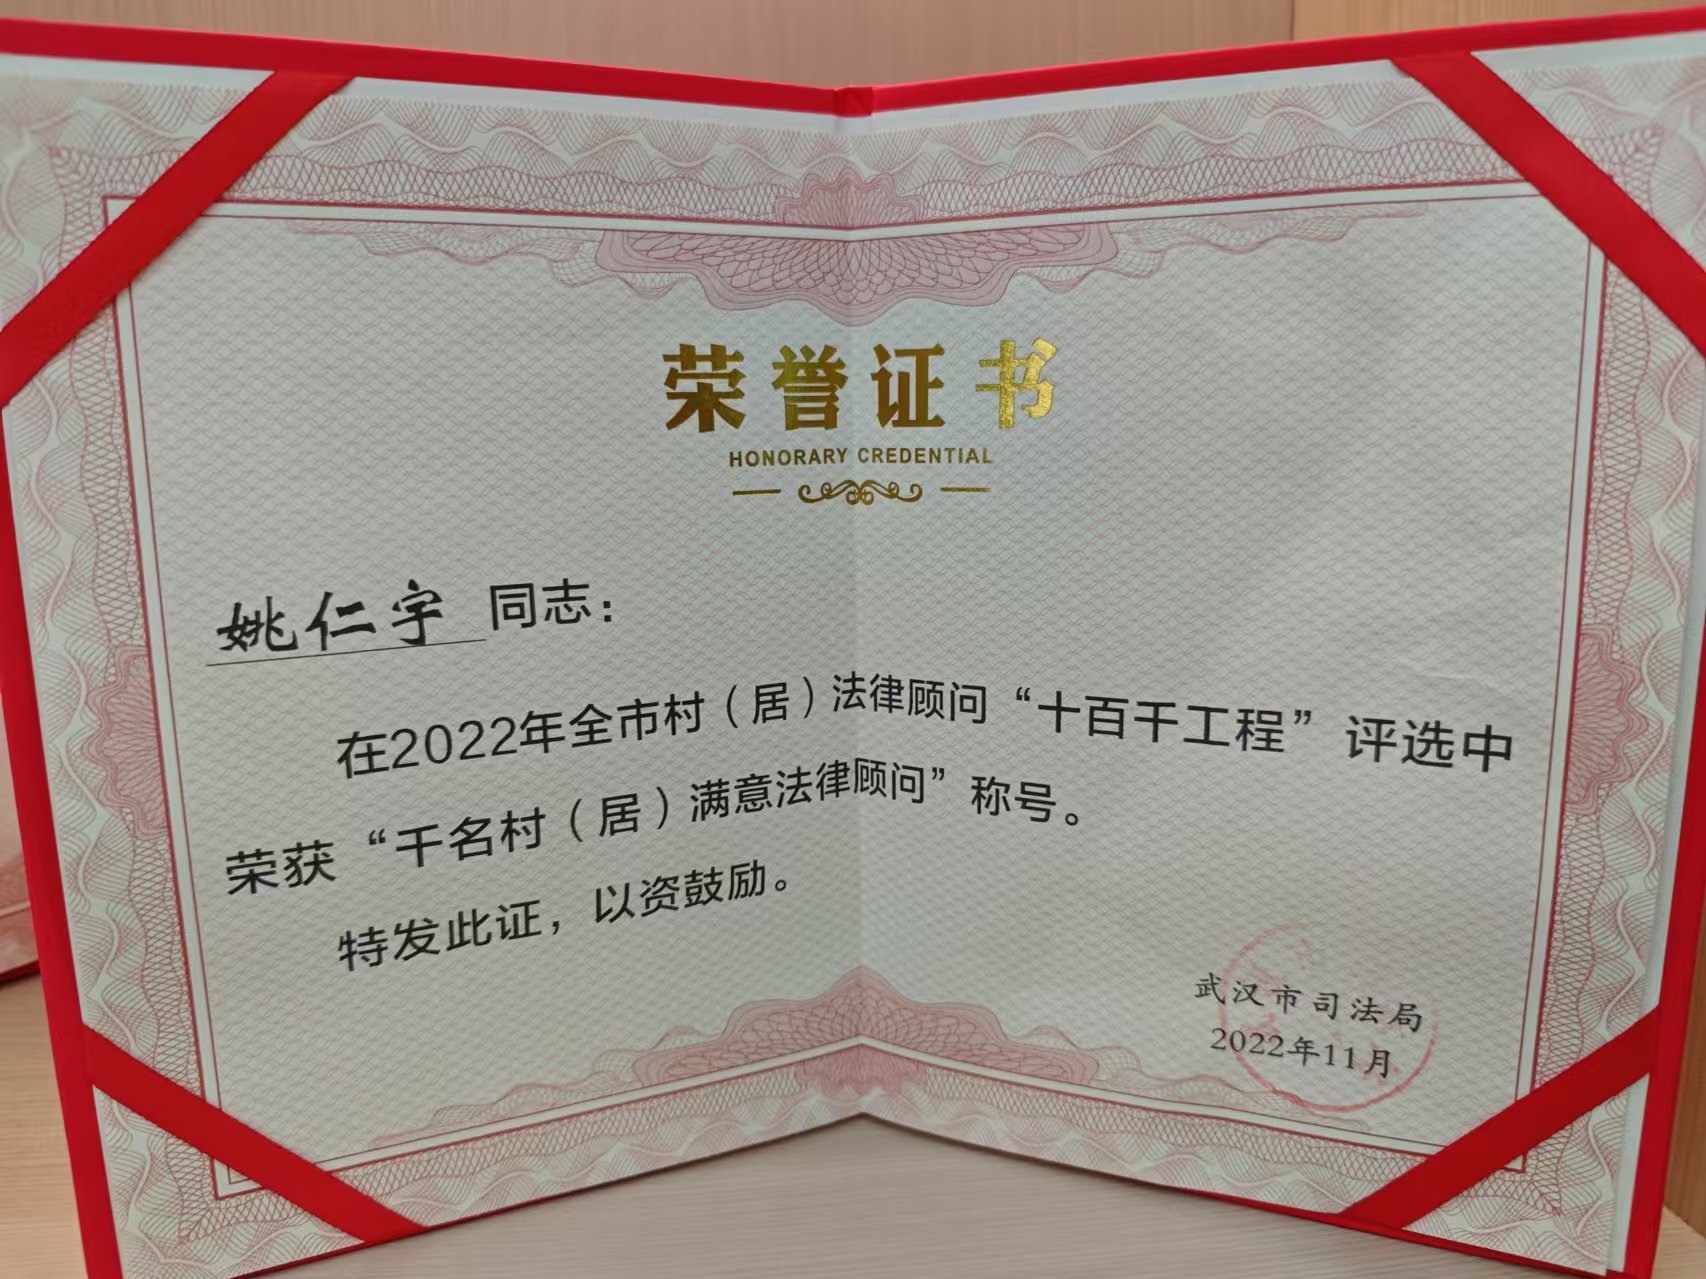 荣誉证书
HONORARY CREDENTIAL
姚仁宇 同志：
在2022年全市村（居）法律顾问“十百千工程”评选中
荣获“千名村（居）满意法律顾问”称号。
特发此证，以资鼓励。
武汉市司法局
2022年11月